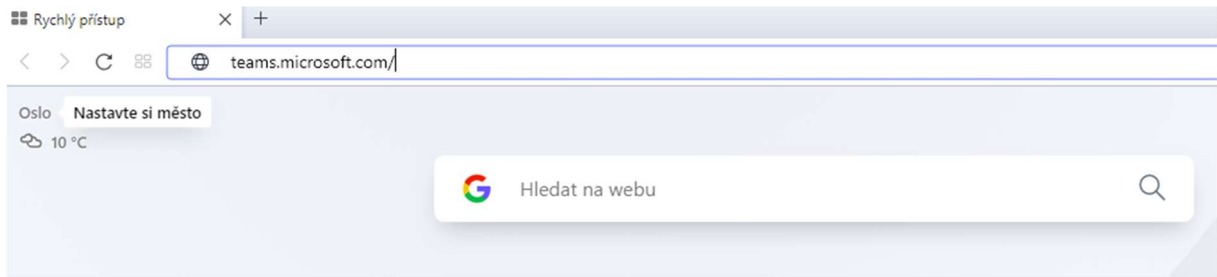 Rychlý přístup
teams.microsoft.com/
Oslo Nastavte si město
10 °C
Hledat na webu